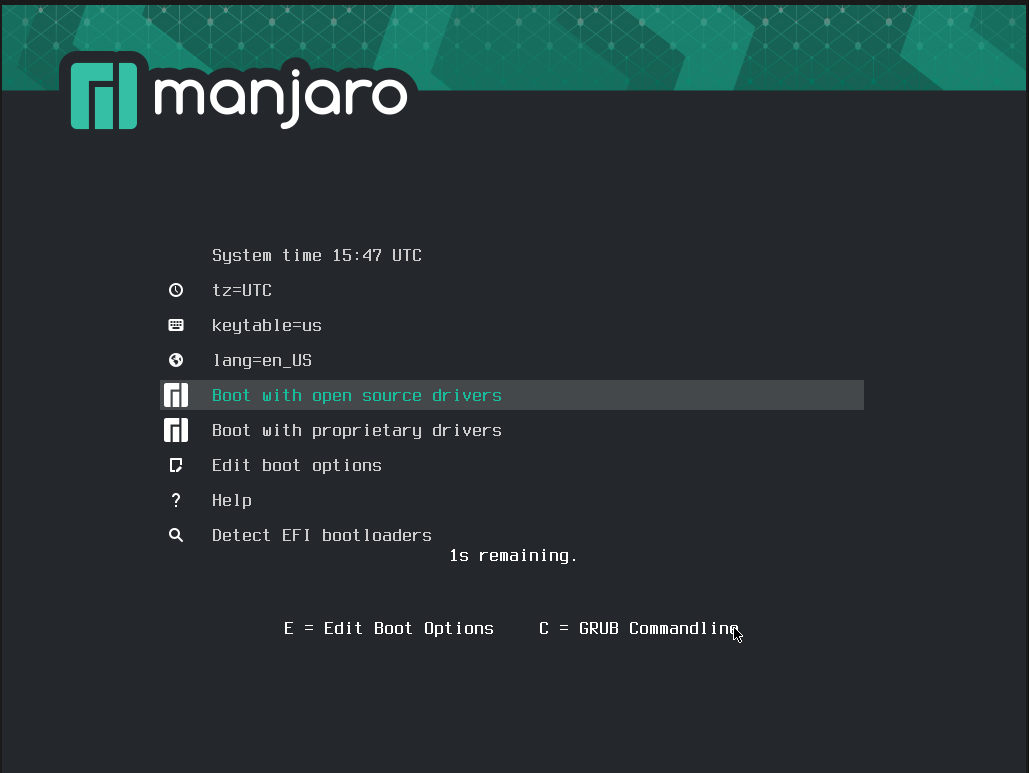 manjaro
System time 15:47 UTC
tz=UTC
keytable=us
lang=en_US
Boot with open source drivers
Boot with proprietary drivers
Edit boot options
? Help
Detect EFI bootloaders
1s remaining.
E = Edit Boot Options C = GRUB Commandline